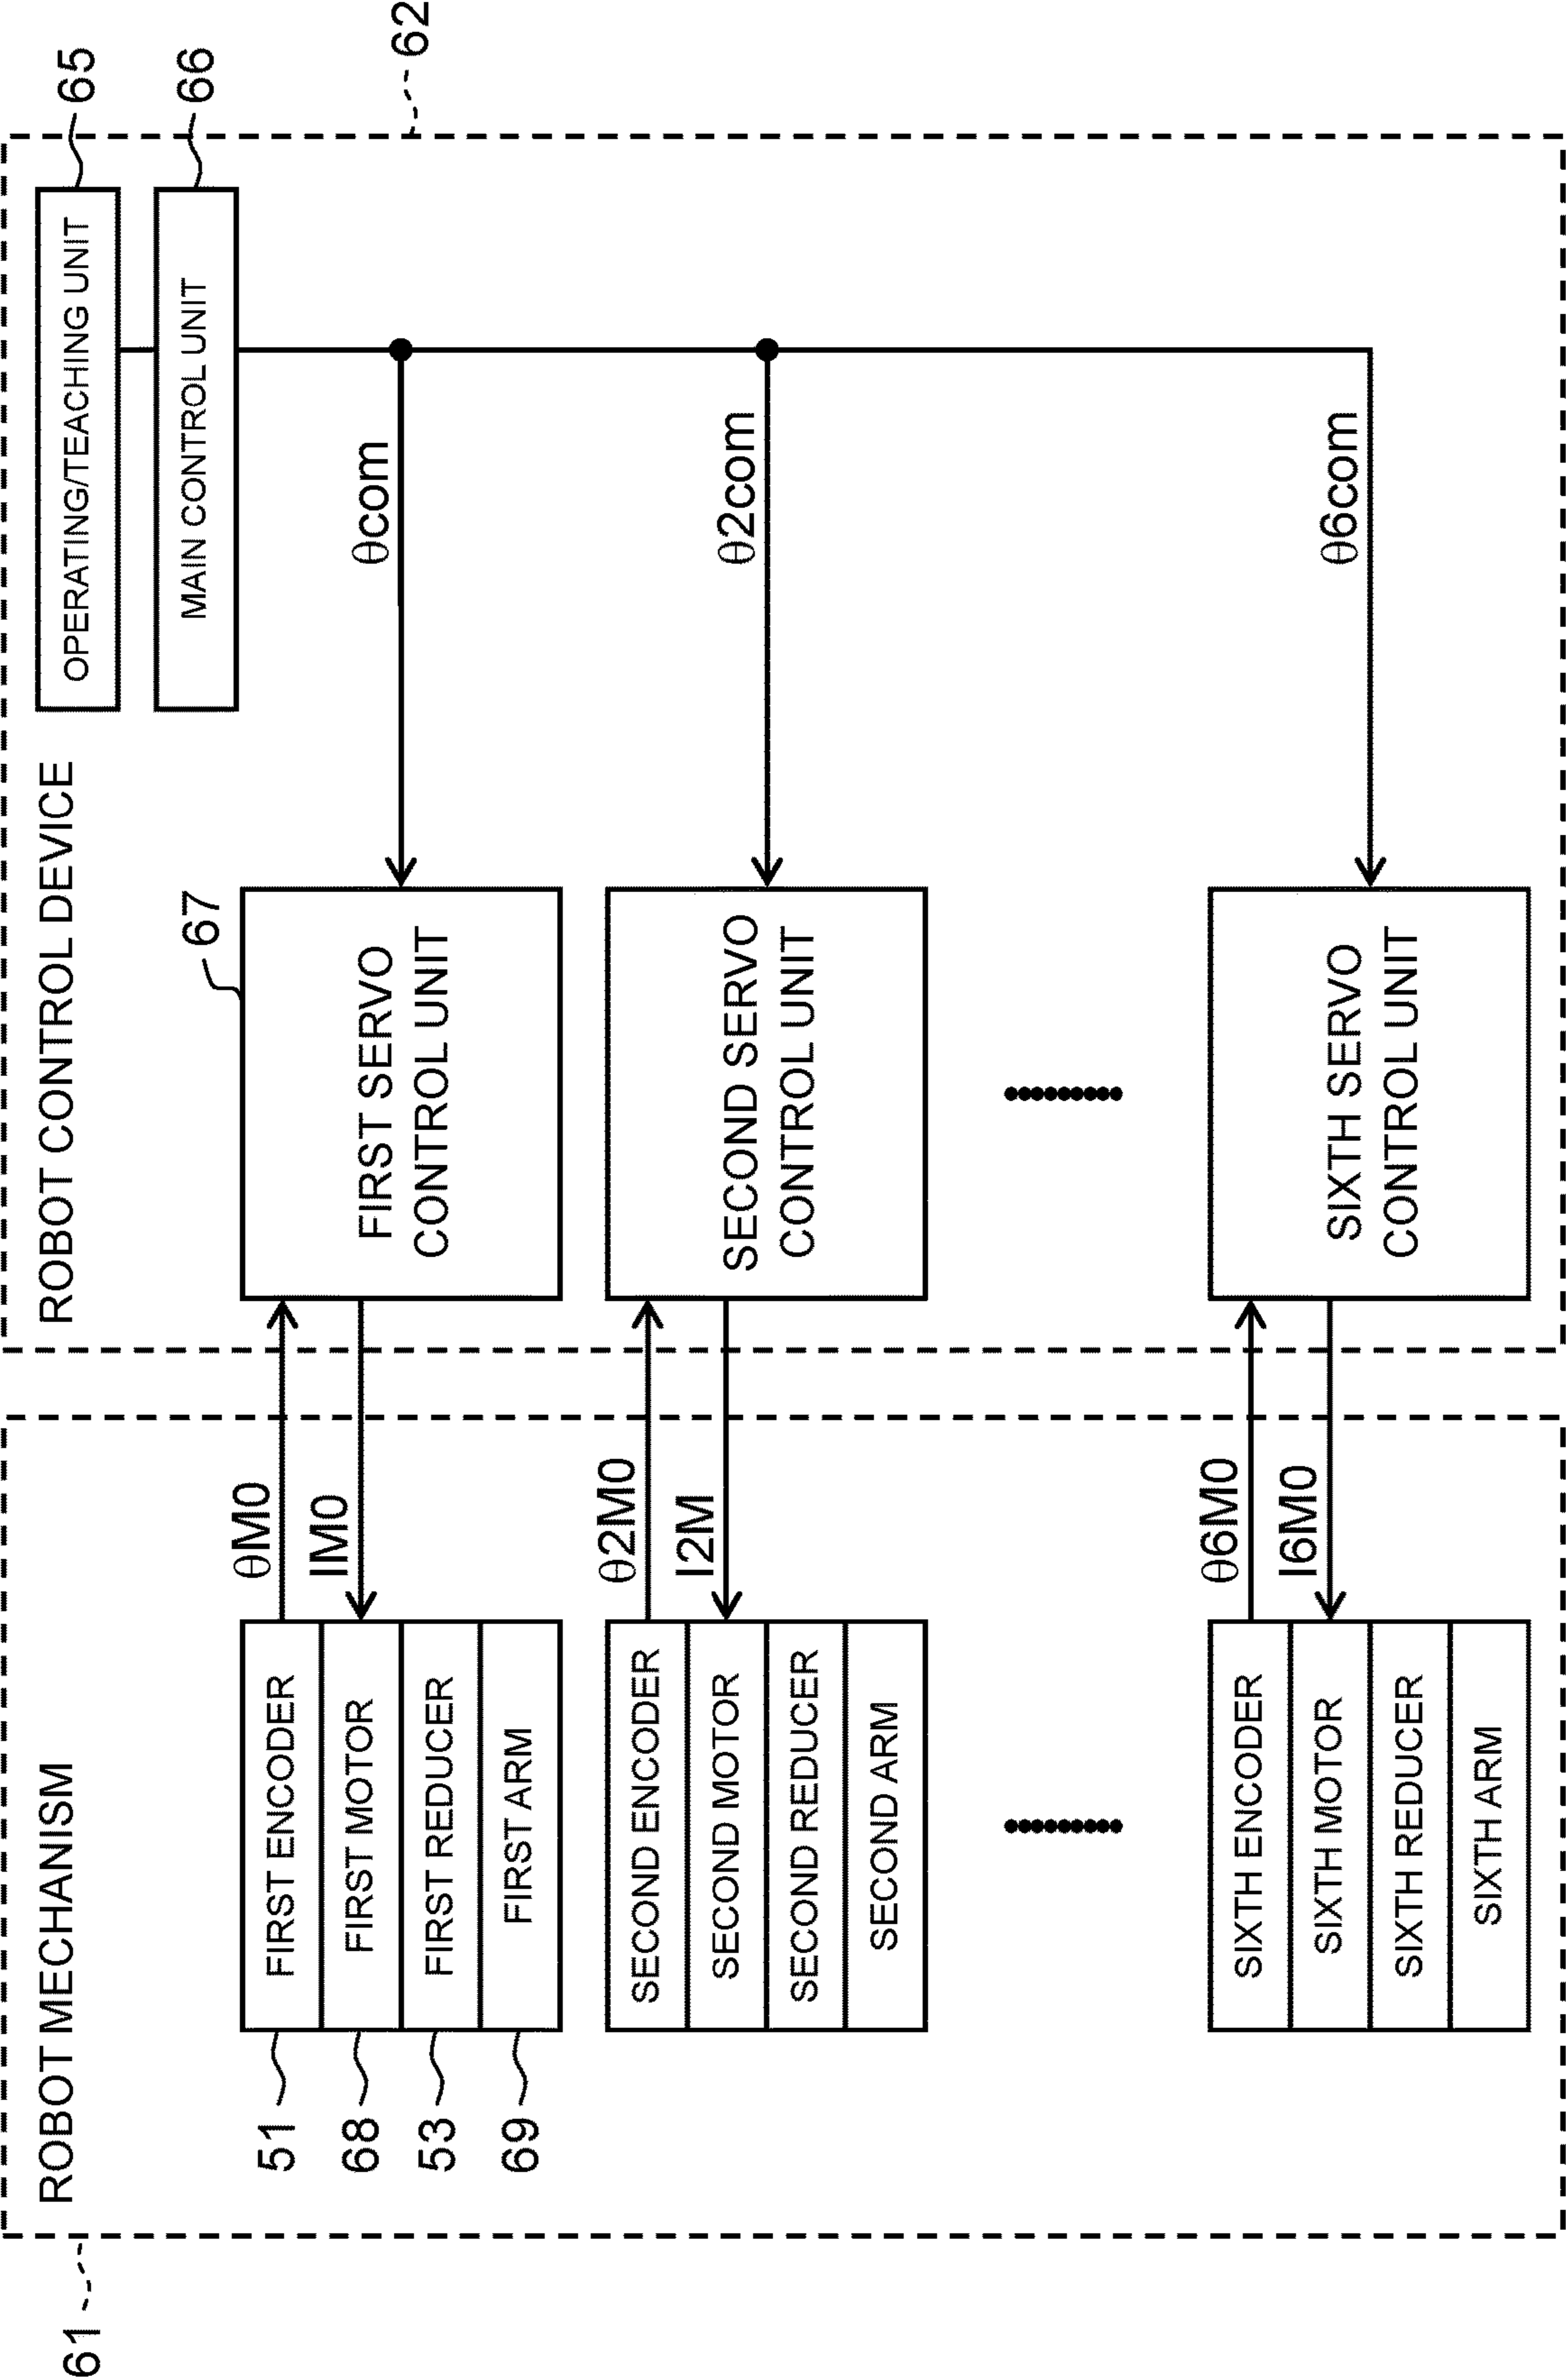 61
62
ROBOT MECHANISM
ROBOT CONTROL DEVICE
OPERATING/TEACHING UNIT
65
MAIN CONTROL UNIT
66
51
FIRST ENCODER
68
FIRST MOTOR
53
FIRST REDUCER
69
FIRST ARM
θM0
IM0
67
FIRST SERVO
CONTROL UNIT
θcom
SECOND ENCODER
SECOND MOTOR
SECOND REDUCER
SECOND ARM
θ2M0
I2M
SECOND SERVO
CONTROL UNIT
θ2com
SIXTH ENCODER
SIXTH MOTOR
SIXTH REDUCER
SIXTH ARM
θ6M0
I6M0
SIXTH SERVO
CONTROL UNIT
θ6com